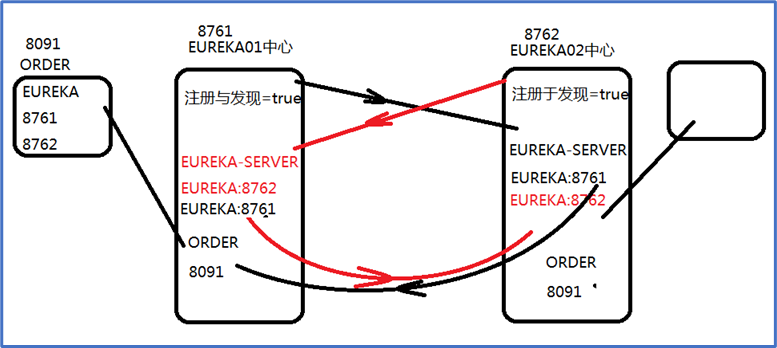 8091
ORDER
EUREKA
8761
8762
8761
EUREKA01中心
注册与发现=true
EUREKA-SERVER
EUREKA:8762
EUREKA:8761
ORDER
8091
8762
EUREKA02中心
注册于发现=true
EUREKA-SERVER
EUREKA:8761
EUREKA:8762
ORDER
8091